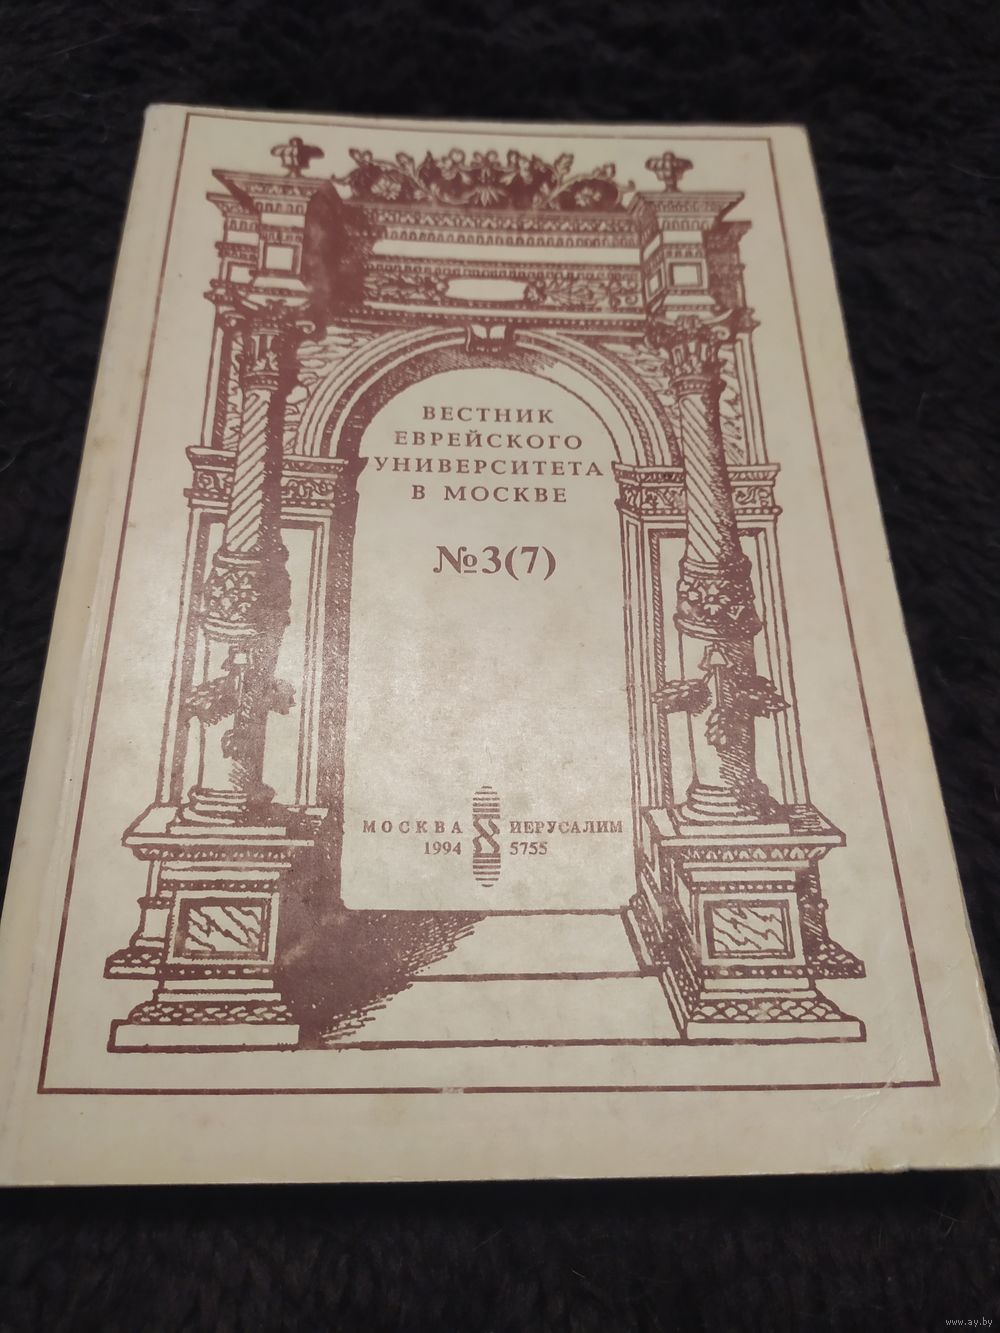 ВЕСТНИК
ЕВРЕЙСКОГО
УНИВЕРСИТЕТА
В МОСКВЕ
№3(7)
МОСКВА ИЕРУСАЛИМ
1994 5755
www.ay.by